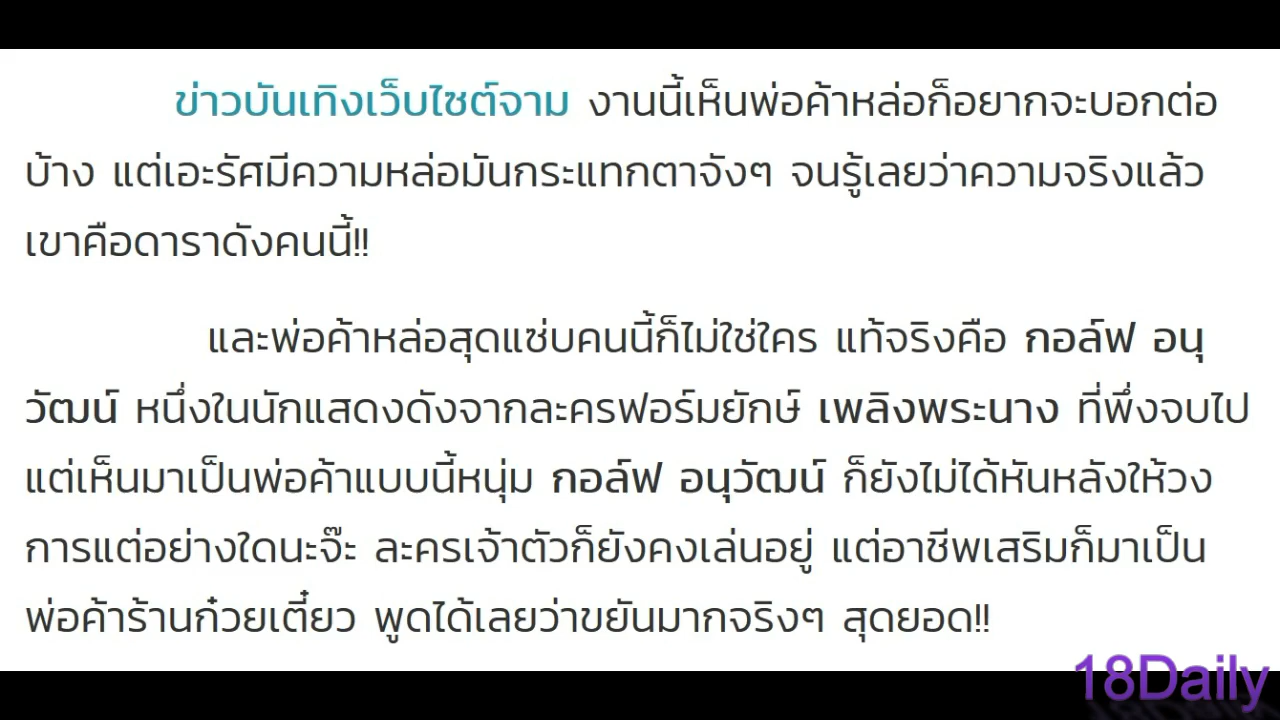 ข่าวบันเทิงเว็บไซต์จาม งานนี้เห็นพ่อค้าหล่อก็อยากจะบอกต่อ
บ้าง แต่เอะรัศมีความหล่อมันกระแทกตาจังๆ จนรู้เลยว่าความจริงแล้ว
เขาคือดาราดังคนนี้!!
และพ่อค้าหล่อสุดแซ่บคนนี้ก็ไม่ใช่ใคร แท้จริงคือ กอล์ฟ อนุ
วัฒน์ หนึ่งในนักแสดงดังจากละครฟอร์มยักษ์ เพลิงพระนาง ที่พึ่งจบไป
แต่เห็นมาเป็นพ่อค้าแบบนี้หนุ่ม กอล์ฟ อนุวัฒน์ ก็ยังไม่ได้หันหลังให้วง
การแต่อย่างใดนะจ๊ะ ละครเจ้าตัวก็ยังคงเล่นอยู่ แต่อาชีพเสริมก็มาเป็น
พ่อค้าร้านก๋วยเตี๋ยว พูดได้เลยว่าขยันมากจริงๆ สุดยอด!!
18Daily